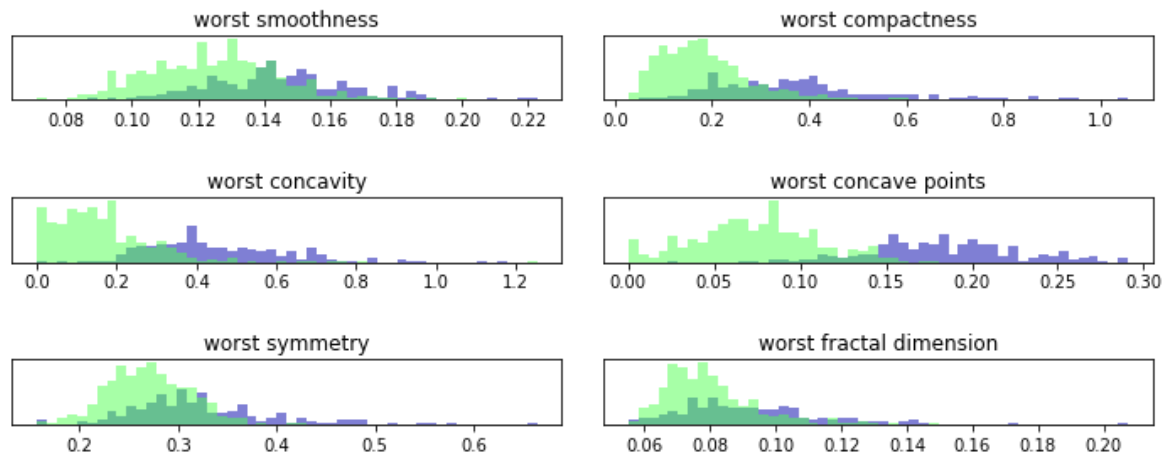 worst smoothness
0.08 0.10 0.12 0.14 0.16 0.18 0.20 0.22
worst compactness
0.0 0.2 0.4 0.6 0.8 1.0
worst concavity
0.0 0.2 0.4 0.6 0.8 1.0 1.2
worst concave points
0.00 0.05 0.10 0.15 0.20 0.25 0.30
worst symmetry
0.2 0.3 0.4 0.5 0.6
worst fractal dimension
0.06 0.08 0.10 0.12 0.14 0.16 0.18 0.20